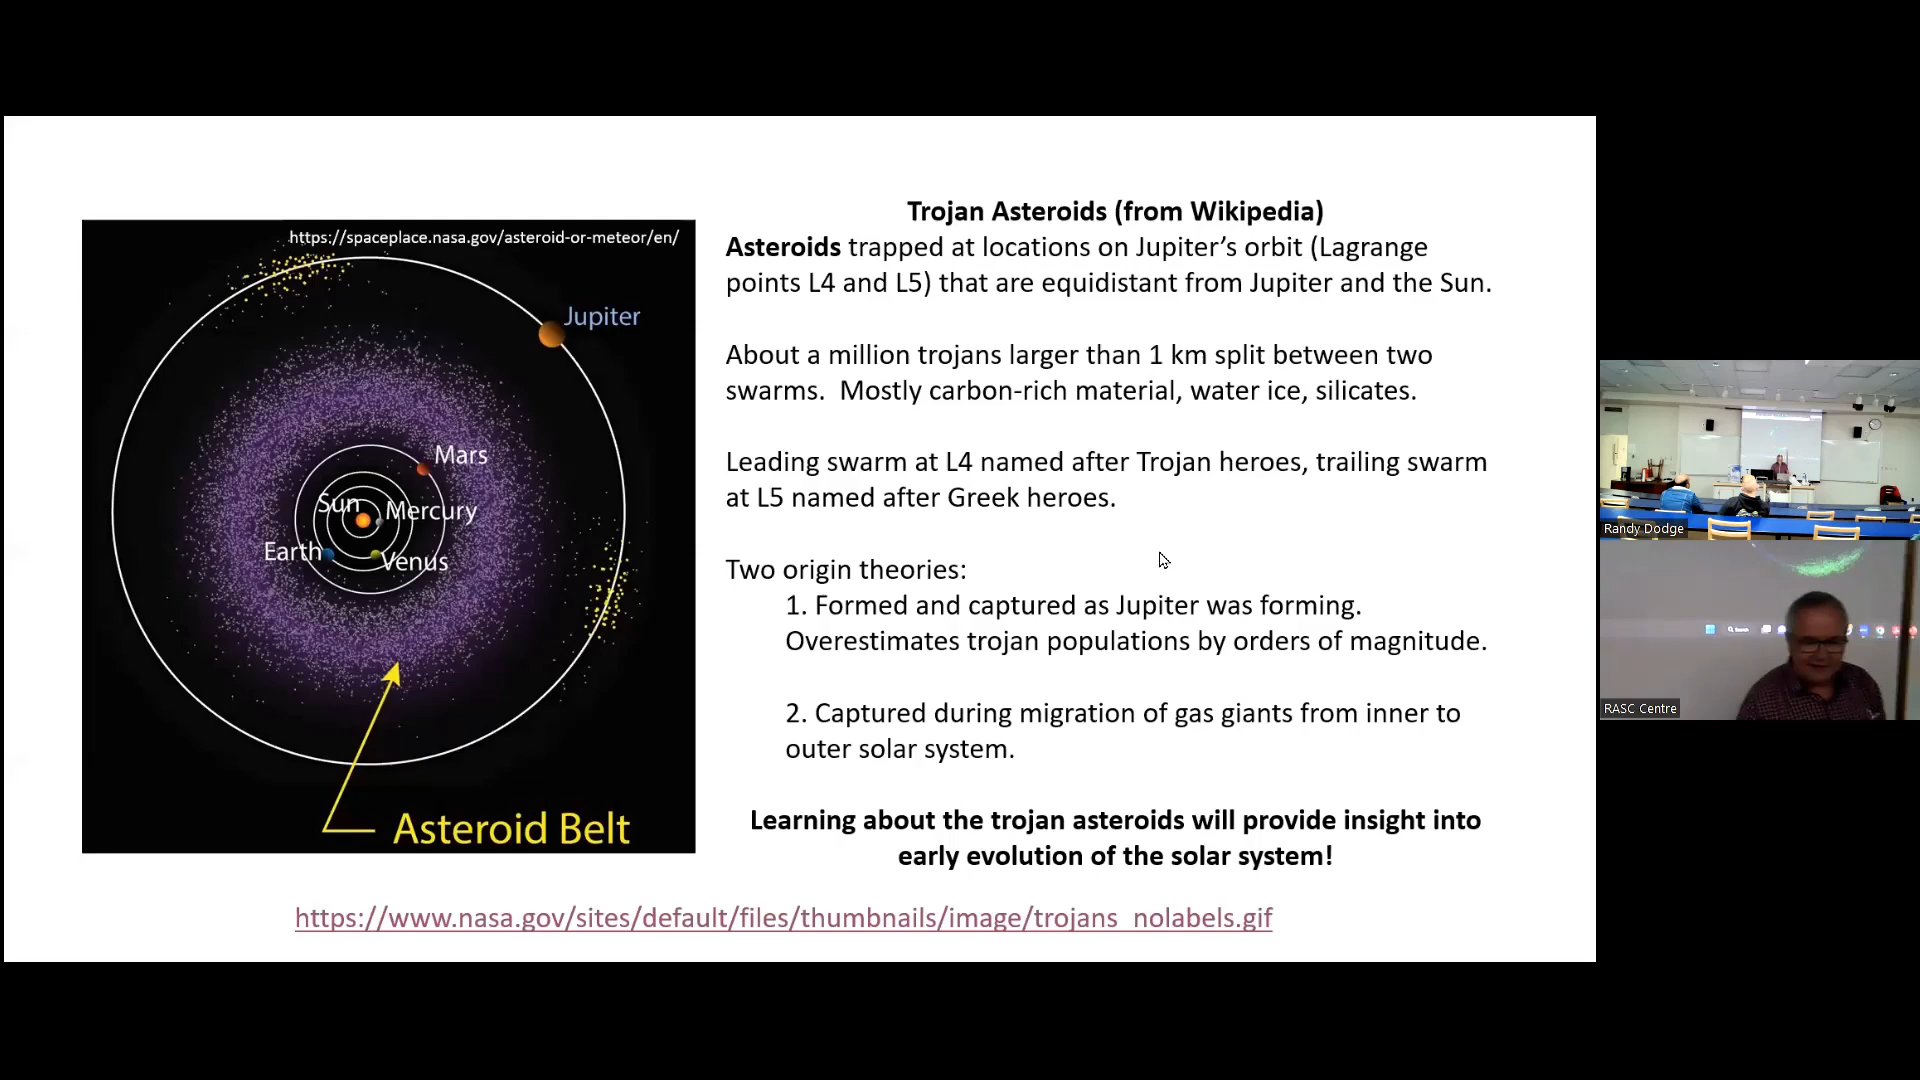 https://spaceplace.nasa.gov/asteroid-or-meteor/en/
Jupiter
Mars
Sun
Mercury
Earth
Venus
Asteroid Belt
Trojan Asteroids (from Wikipedia)
Asteroids trapped at locations on Jupiter’s orbit (Lagrange
points L4 and L5) that are equidistant from Jupiter and the Sun.
About a million trojans larger than 1 km split between two
swarms.  Mostly carbon-rich material, water ice, silicates.
Leading swarm at L4 named after Trojan heroes, trailing swarm
at L5 named after Greek heroes.
Two origin theories:
1. Formed and captured as Jupiter was forming.
Overestimates trojan populations by orders of magnitude.
2. Captured during migration of gas giants from inner to
outer solar system.
Learning about the trojan asteroids will provide insight into
early evolution of the solar system!
https://www.nasa.gov/sites/default/files/thumbnails/image/trojans_nolabels.gif
Randy Dodge
Search
RASC Centre